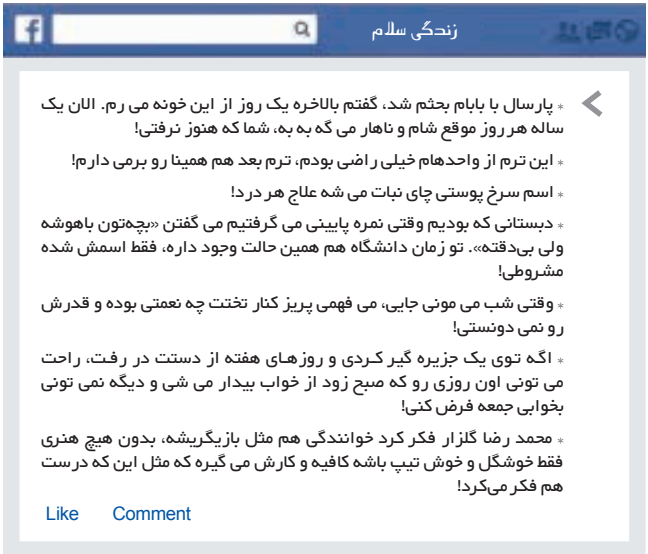 f
زندگی سلام
* پارسال با بابام بحثم شد، گفتم بالاخره یک روز از این خونه می رم. الان یک
ساله هر روز موقع شام و ناهار می گه به به، شما که هنوز نرفتی!
* این ترم از واحدهام خیلی راضی بودم، ترم بعد هم همینا رو برمی دارم!
* اسم سرخ پوستی چای نبات می شه علاج هر درد!
* دبستانی که بودیم وقتی نمره پایینی می گرفتیم می گفتن «بچه‌تون باهوشه
ولی بی‌دقته». تو زمان دانشگاه هم همین حالت وجود داره، فقط اسمش شده
مشروطی!
* وقتی شب می مونی جایی، می فهمی پریز کنار تختت چه نعمتی بوده و قدرش
رو نمی دونستی!
* اگه توی یک جزیره گیر کردی و روزهای هفته از دستت در رفت، راحت
می تونی اون روزی رو که صبح زود از خواب بیدار می شی و دیگه نمی تونی
بخوابی جمعه فرض کنی!
* محمد رضا گلزار فکر کرد خوانندگی هم مثل بازیگریشه، بدون هیچ هنری
فقط خوشگل و خوش تیپ باشه کافیه و کارش می گیره که مثل این که درست
هم فکر می‌کرد!
Like Comment